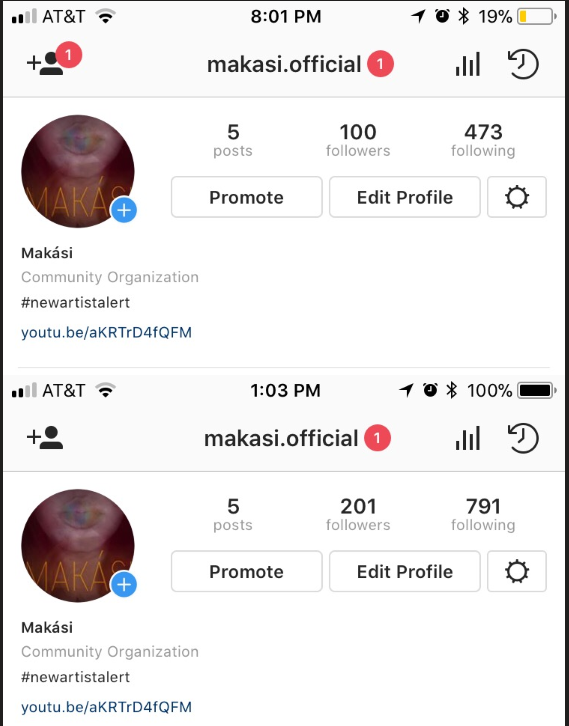 AT&T 8:01 PM 19%
1
makasi.official 1
5 100 473
posts followers following
Promote Edit Profile
MAKÁS
Makási
Community Organization
#newartistalert
youtu.be/aKRTrD4fQFM
AT&T 1:03 PM 100%
makasi.official 1
5 201 791
posts followers following
Promote Edit Profile
MAKÁS
Makási
Community Organization
#newartistalert
youtu.be/aKRTrD4fQFM